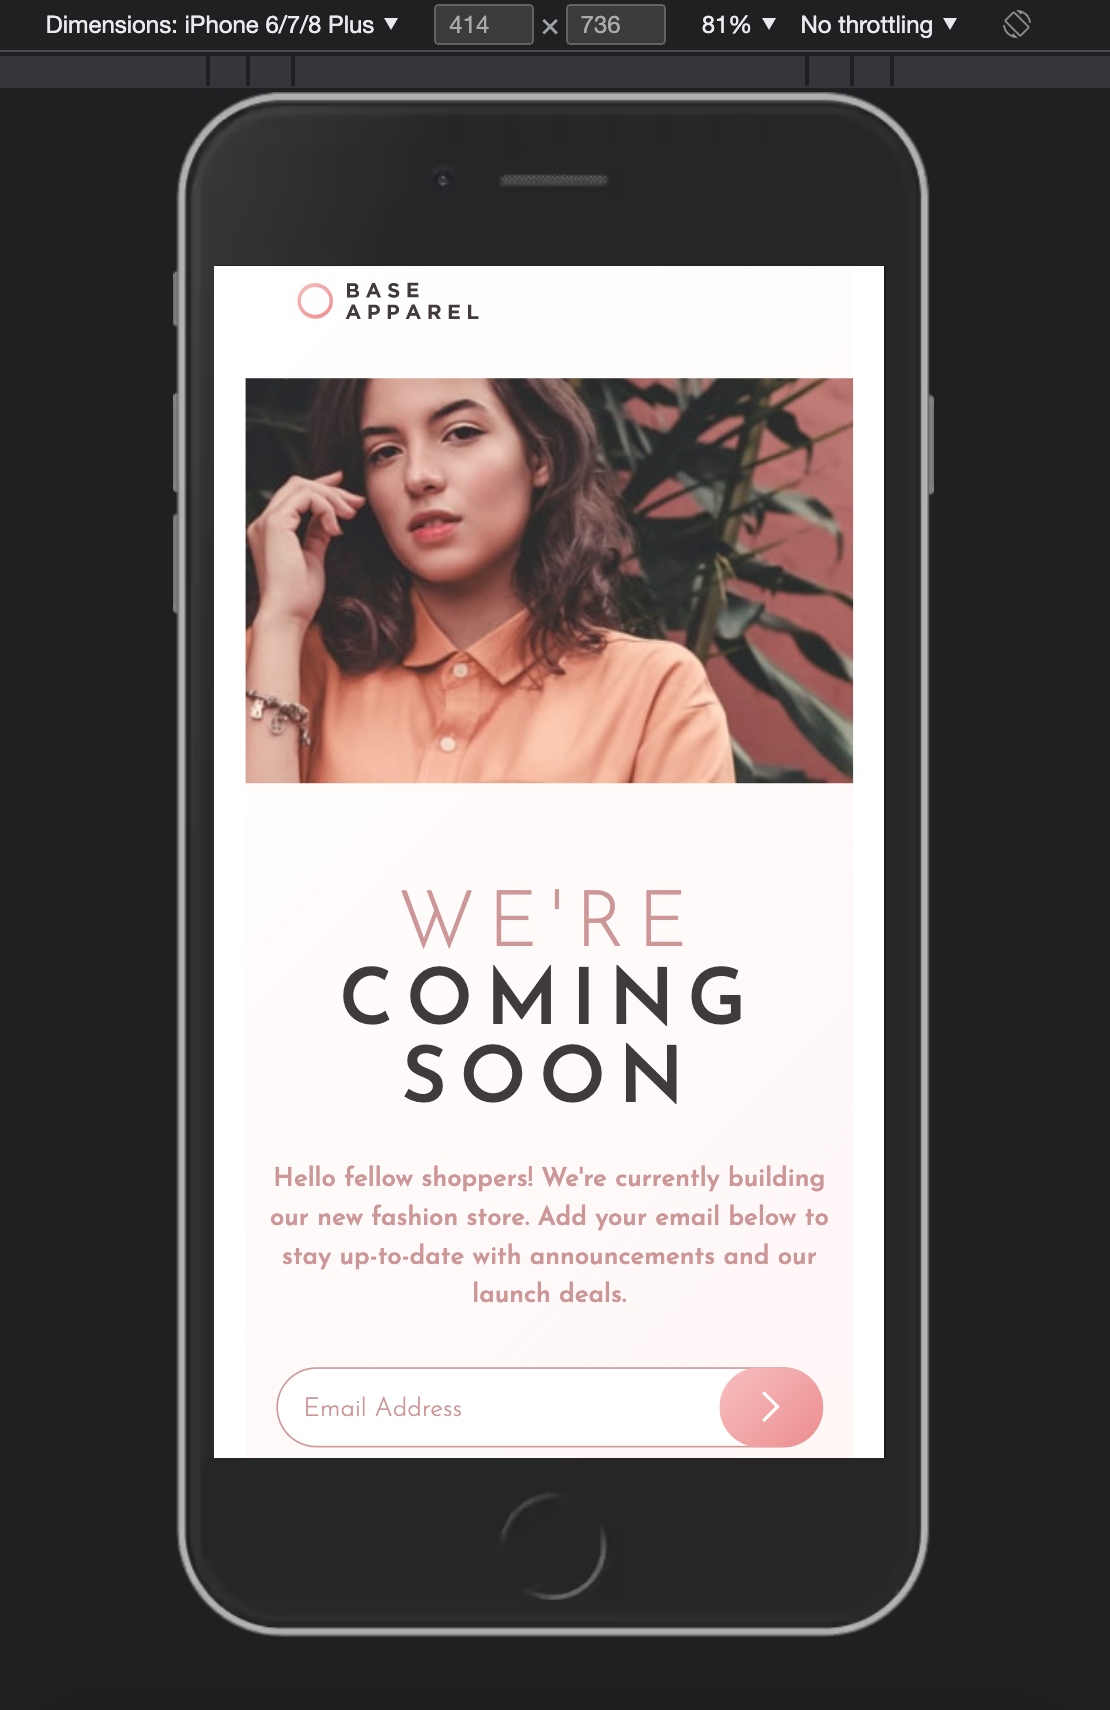 Dimensions: iPhone 6/7/8 Plus ▼ 414 × 736 81% ▼ No throttling ▼
BASE
APPAREL
WE'RE
COMING
SOON
Hello fellow shoppers! We're currently building
our new fashion store. Add your email below to
stay up-to-date with announcements and our
launch deals.
Email Address